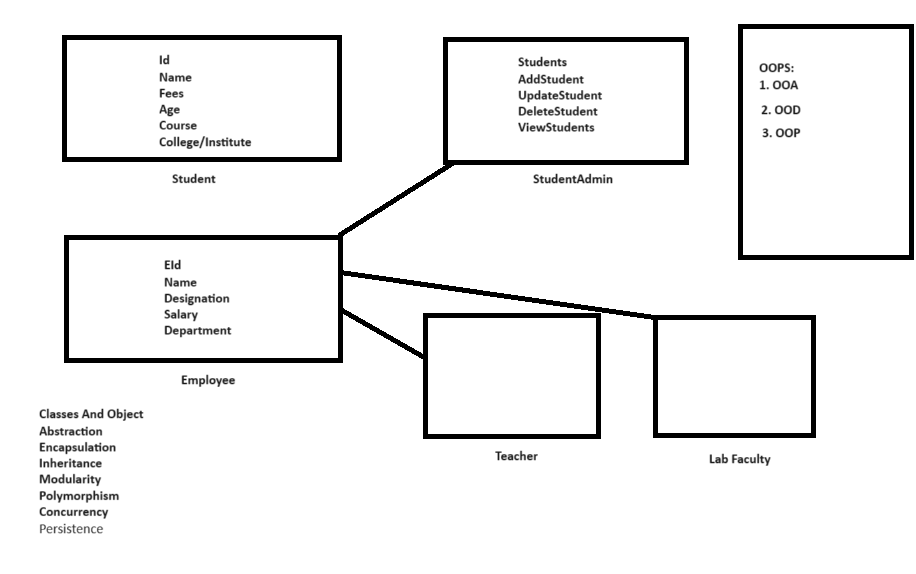 Id
Name
Fees
Age
Course
College/Institute
Student
Students
AddStudent
UpdateStudent
DeleteStudent
ViewStudents
StudentAdmin
OOPS:
1. OOA
2. OOD
3. OOP
EId
Name
Designation
Salary
Department
Employee
Teacher
Lab Faculty
Classes And Object
Abstraction
Encapsulation
Inheritance
Modularity
Polymorphism
Concurrency
Persistence